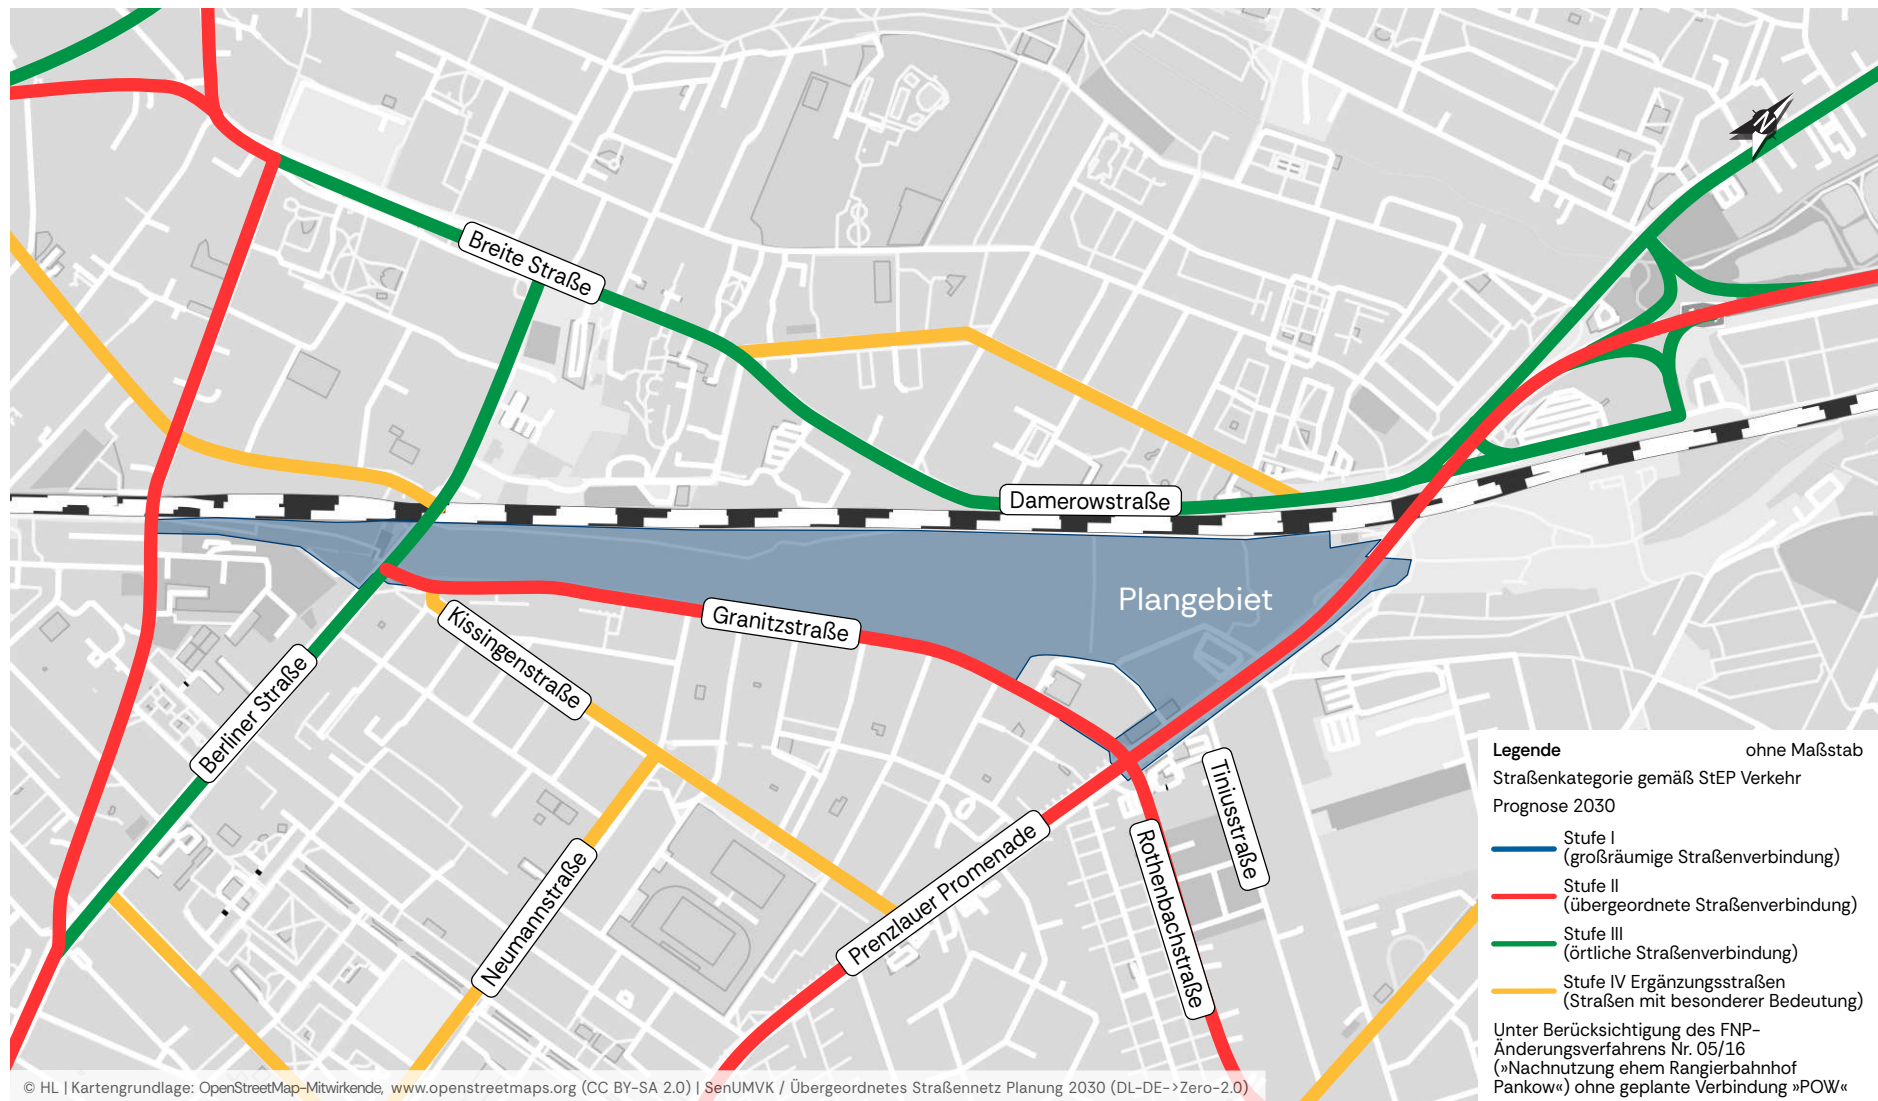 N
Breite Straße
Damerowstraße
Plangebiet
Granitzstraße
Kissingenstraße
Berliner Straße
Neumannstraße
Prenzlauer Promenade
Rothenbachstraße
Tiniusstraße
Legende ohne Maßstab
Straßenkategorie gemäß StEP Verkehr
Prognose 2030
Stufe I
(großräumige Straßenverbindung)
Stufe II
(übergeordnete Straßenverbindung)
Stufe III
(örtliche Straßenverbindung)
Stufe IV Ergänzungsstraßen
(Straßen mit besonderer Bedeutung)
Unter Berücksichtigung des FNP-
Änderungsverfahrens Nr. 05/16
(»Nachnutzung ehem Rangierbahnhof
Pankow«) ohne geplante Verbindung »POW«
© HL | Kartengrundlage: OpenStreetMap-Mitwirkende, www.openstreetmaps.org (CC BY-SA 2.0) | SenUMVK / Übergeordnetes Straßennetz Planung 2030 (DL-DE->Zero-2.0)